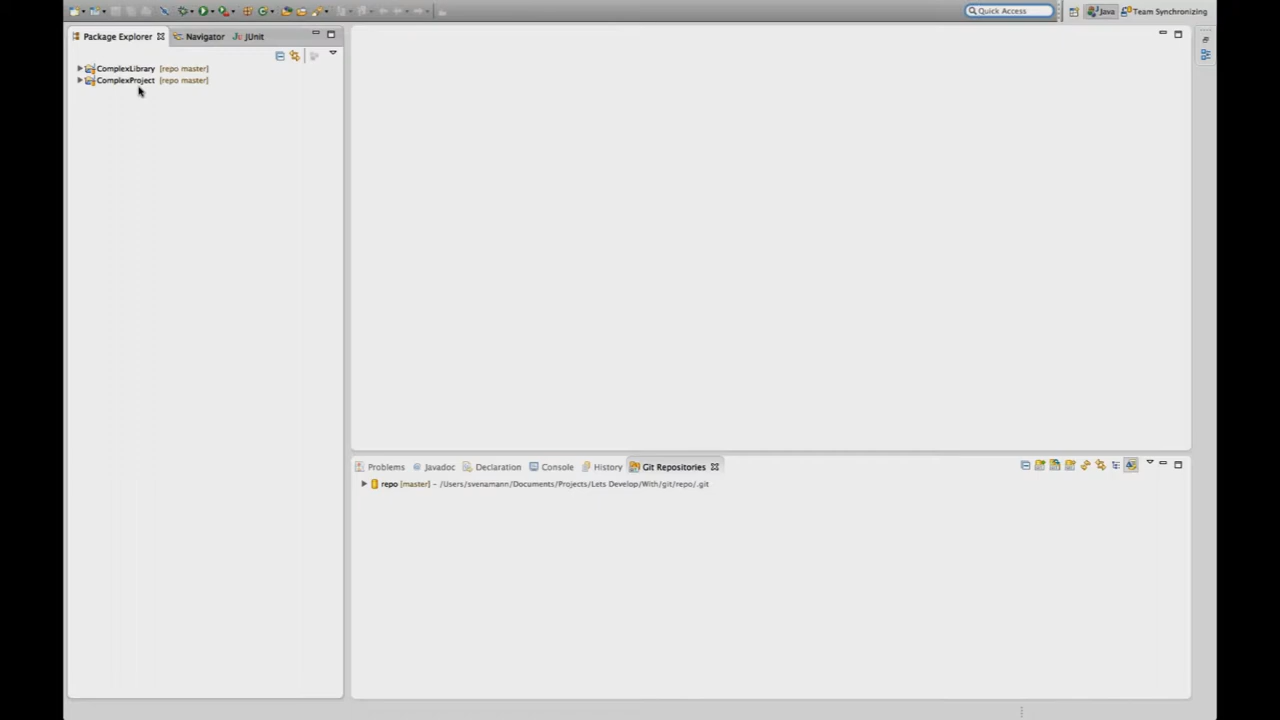 Quick Access
Java
Team Synchronizing
Package Explorer
Navigator
JUnit
ComplexLibrary [repo master]
ComplexProject [repo master]
Problems
Javadoc
Declaration
Console
History
Git Repositories
repo [master] - /Users/svenamann/Documents/Projects/Lets Develop/With/git/repo/.git